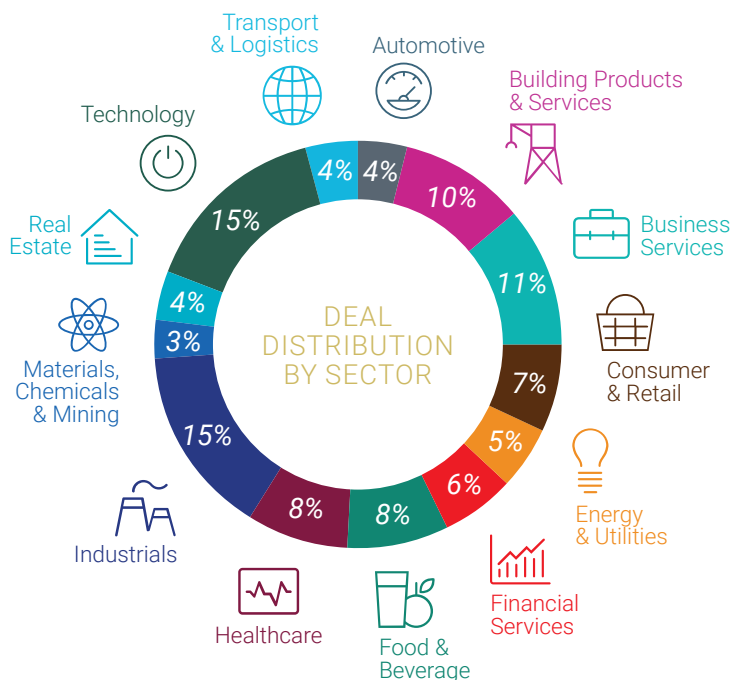 Transport
& Logistics
Automotive
Building Products
& Services
Technology
4%
4%
10%
15%
Real
Estate
Business
Services
11%
4%
DEAL
DISTRIBUTION
BY SECTOR
3%
Materials,
Chemicals
& Mining
Consumer
& Retail
7%
15%
5%
6%
8%
8%
Energy
& Utilities
Industrials
Financial
Services
Healthcare
Food &
Beverage